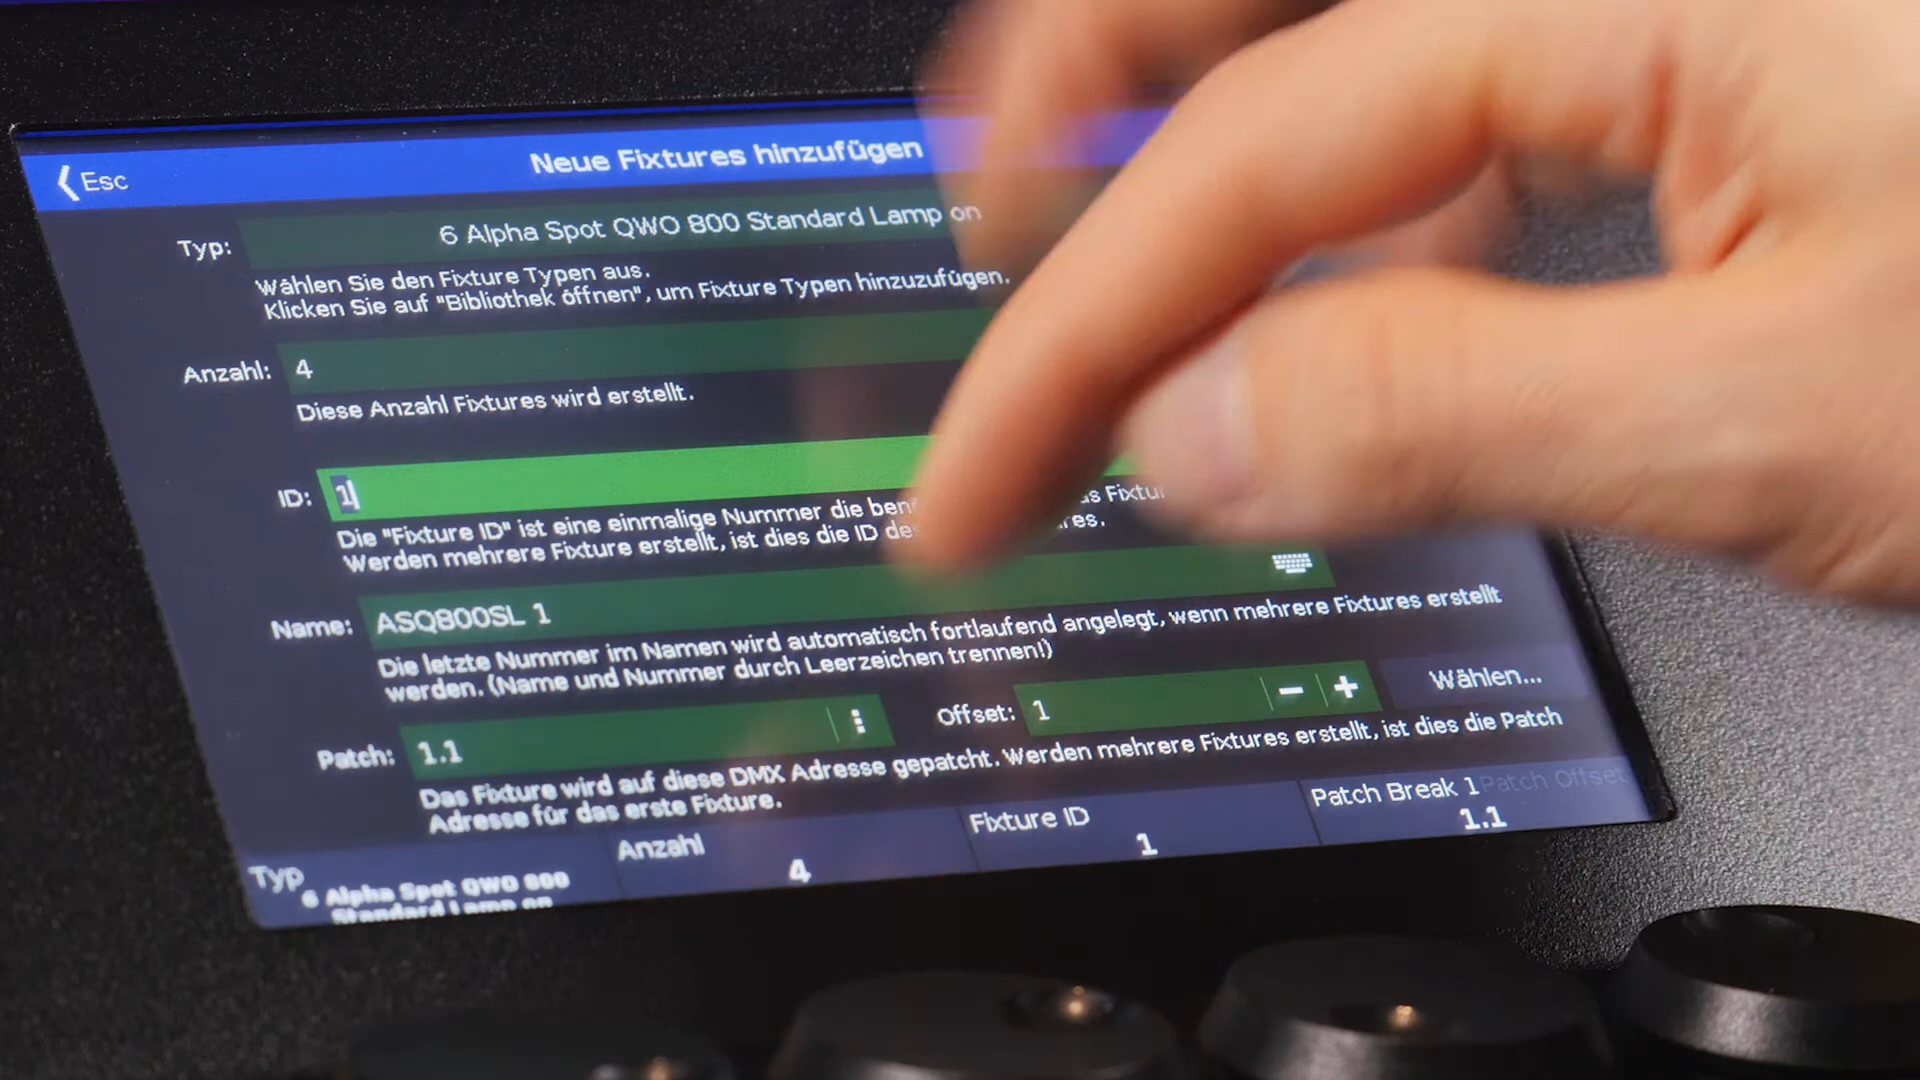 Esc
Neue Fixtures hinzufügen
Typ: 6 Alpha Spot QWO 800 Standard Lamp on
Wählen Sie den Fixture Typen aus.
Klicken Sie auf "Bibliothek öffnen", um Fixture Typen hinzuzufügen.
Anzahl: 4
Diese Anzahl Fixtures wird erstellt.
ID: 1
Die "Fixture ID" ist eine einmalige Nummer die
Werden mehrere Fixture erstellt, ist dies die ID
Name: ASQ800SL 1
Die letzte Nummer im Namen wird automatisch fortlaufend angelegt, wenn mehrere Fixtures erstellt
werden. (Name und Nummer durch Leerzeichen trennen!)
Patch: 1.1 Offset: 1 − + Wählen...
Das Fixture wird auf diese DMX Adresse gepatcht. Werden mehrere Fixtures erstellt, ist dies die Patch
Adresse für das erste Fixture.
Typ
6 Alpha Spot QWO 800
Standard Lamp on
Anzahl
4
Fixture ID
1
Patch Break 1 Patch Offset
1.1